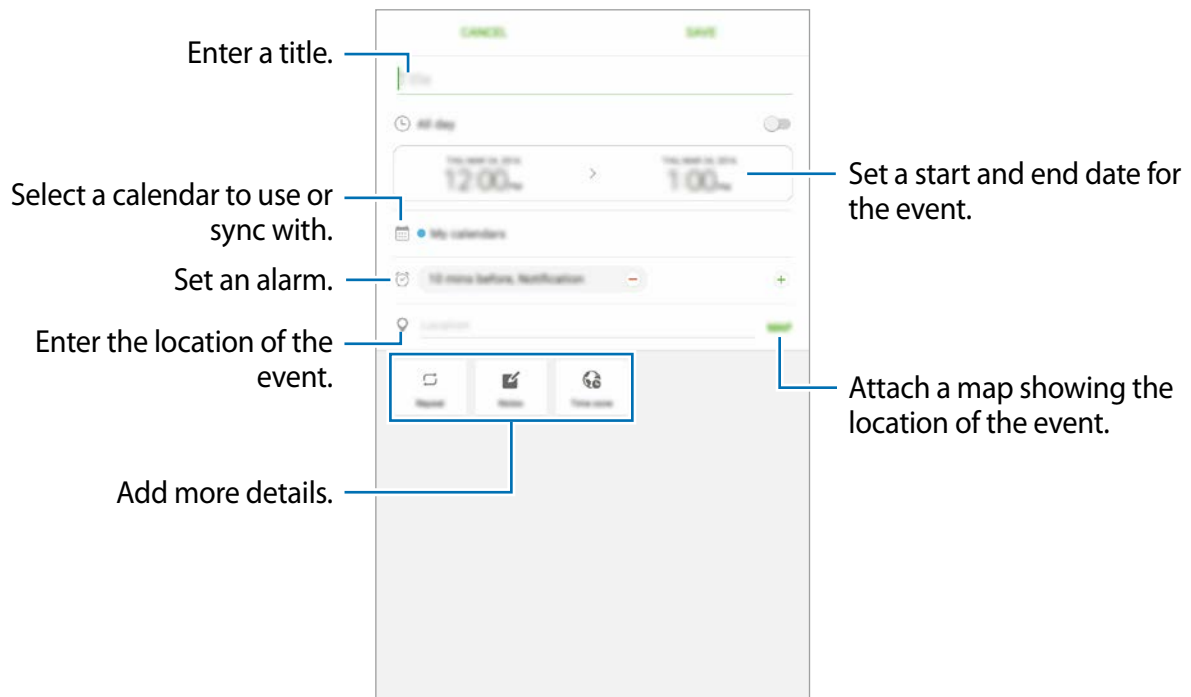 CANCEL
SAVE
Enter a title.
Title
All day
12:00
1:00
Set a start and end date for
the event.
Select a calendar to use or
sync with.
My calendars
Set an alarm.
10 mins before, Notification
Enter the location of the
event.
Location
MAP
Attach a map showing the
location of the event.
Repeat
Notes
Time zone
Add more details.